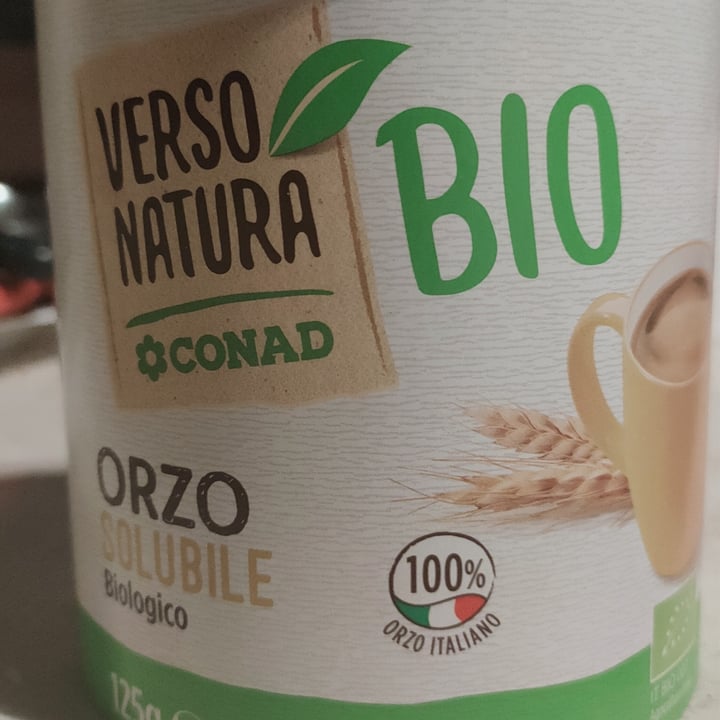 VERSO
NATURA
CONAD
BIO
ORZO
SOLUBILE
Biologico
100%
ORZO ITALIANO
125g